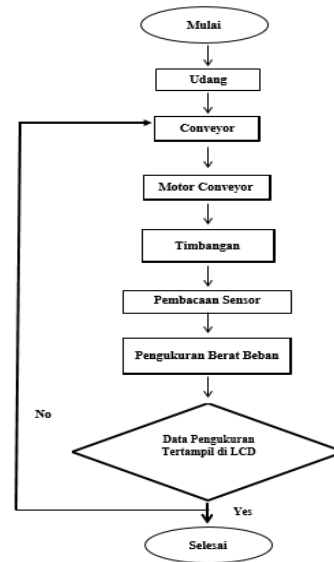 Mulai
Udang
Conveyor
Motor Conveyor
Timbangan
Pembacaan Sensor
Pengukuran Berat Beban
Data Pengukuran
Tertampil di LCD
No
Yes
Selesai